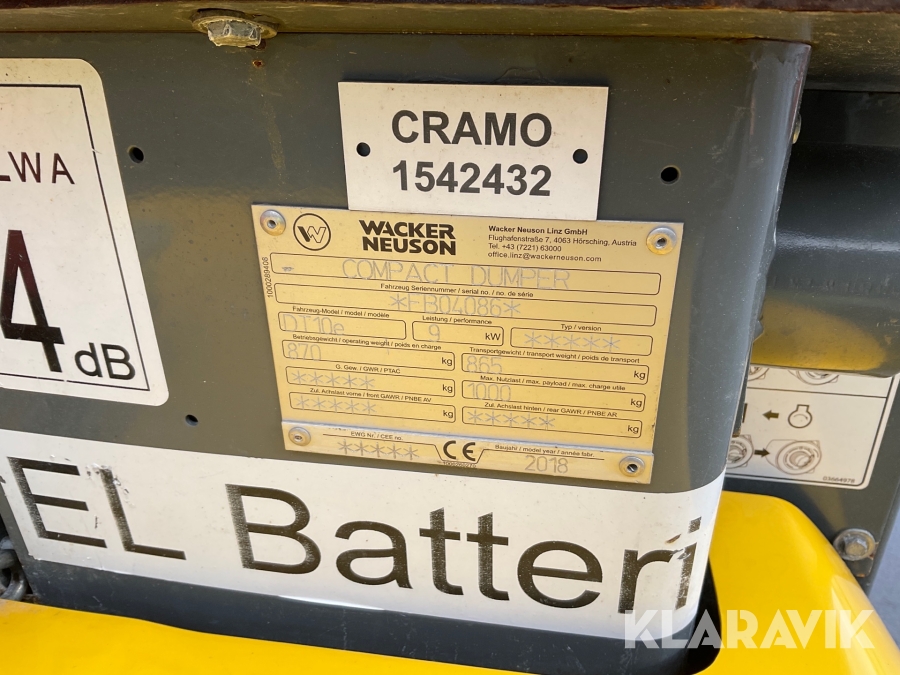 LWA
4 dB
CRAMO
1542432
WACKER
NEUSON
Wacker Neuson Linz GmbH
Flughafenstraße 7, 4063 Hörsching, Austria
Tel. +43 (7221) 63000
office.linz@wackerneuson.com
1000289406
COMPACT DUMPER
Fahrzeug Seriennummer / serial no. / no. de série
*FB04086*
Fahrzeug-Model / model / modèle
Leistung / performance
Typ / version
DT10e
9 kW
*****
Betriebsgewicht / operating weight / poids en charge
Transportgewicht / transport weight / poids de transport
870 kg
865 kg
G. Gew. / GWR / PTAC
Max. Nutzlast / max. payload / max. charge utile
***** kg
1000 kg
Zul. Achslast vorne / front GAWR / PNBE AV
Zul. Achslast hinten / rear GAWR / PNBE AR
***** kg
***** kg
EWG Nr. / CEE no.
CE
Baujahr / model year / année fabr.
*****
2018
EL Batteri
KLARAVIK